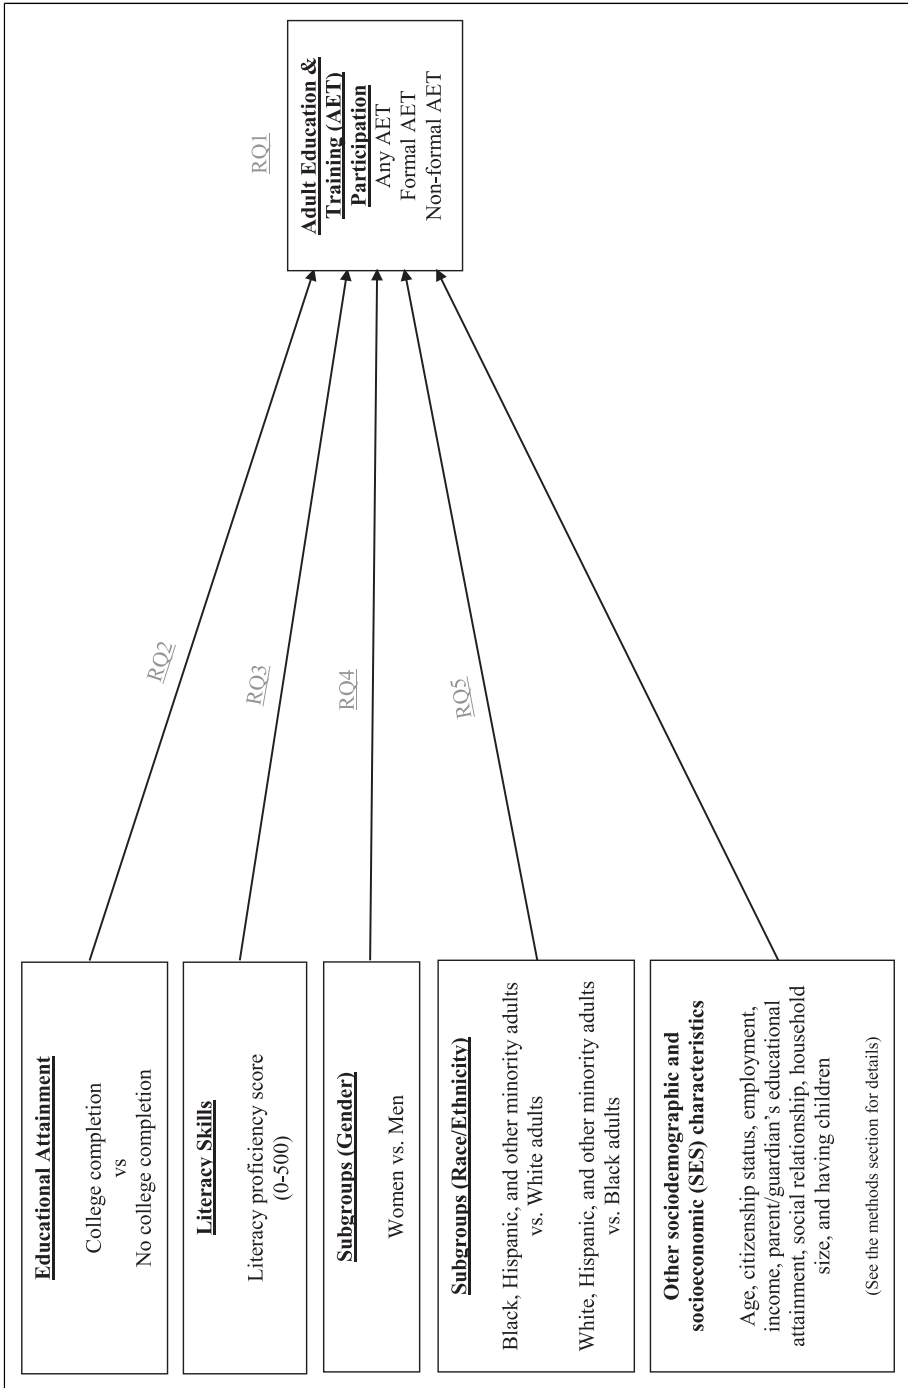 Educational Attainment
College completion
vs
No college completion
Literacy Skills
Literacy proficiency score
(0-500)
Subgroups (Gender)
Women vs. Men
Subgroups (Race/Ethnicity)
Black, Hispanic, and other minority adults
vs. White adults
White, Hispanic, and other minority adults
vs. Black adults
Other sociodemographic and
socioeconomic (SES) characteristics
Age, citizenship status, employment,
income, parent/guardian's educational
attainment, social relationship, household
size, and having children
(See the methods section for details)
RQ2
RQ3
RQ4
RQ5
RQ1
Adult Education &
Training (AET)
Participation
Any AET
Formal AET
Non-formal AET